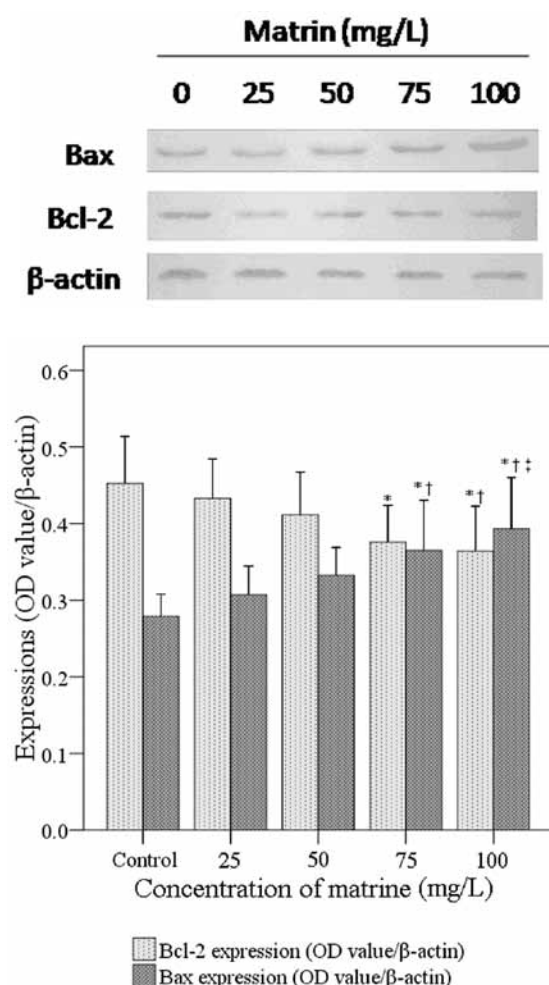 Matrin (mg/L)
0 25 50 75 100
Bax
Bcl-2
β-actin
Expressions (OD value/β-actin)
0.6
0.5
0.4
0.3
0.2
0.1
0.0
* *† *† *†‡
Control 25 50 75 100
Concentration of matrine (mg/L)
Bcl-2 expression (OD value/β-actin)
Bax expression (OD value/β-actin)